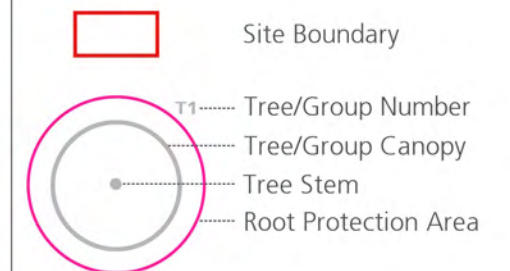 Site Boundary
T1 Tree/Group Number
Tree/Group Canopy
Tree Stem
Root Protection Area